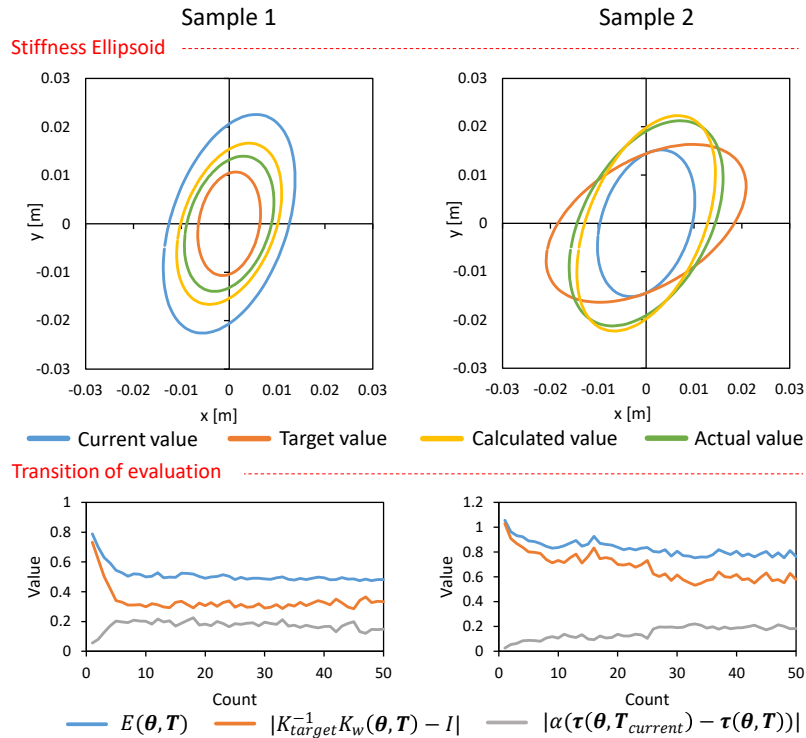 Sample 1 Sample 2
Stiffness Ellipsoid
0.03 0.03
0.02 0.02
0.01 0.01
y [m] 0 y [m] 0
-0.01 -0.01
-0.02 -0.02
-0.03 -0.03
-0.03 -0.02 -0.01 0 0.01 0.02 0.03 -0.03 -0.02 -0.01 0 0.01 0.02 0.03
x [m] x [m]
Current value Target value Calculated value Actual value
Transition of evaluation
1 1.2
0.8 1
0.6 0.8
Value 0.4 Value 0.6
0.2 0.4
0 0.2
0
0 10 20 30 40 50 0 10 20 30 40 50
Count Count
E(θ, T) |K_{target}^{-1}K_w(θ, T) − I| |α(τ(θ, T_{current}) − τ(θ, T))|